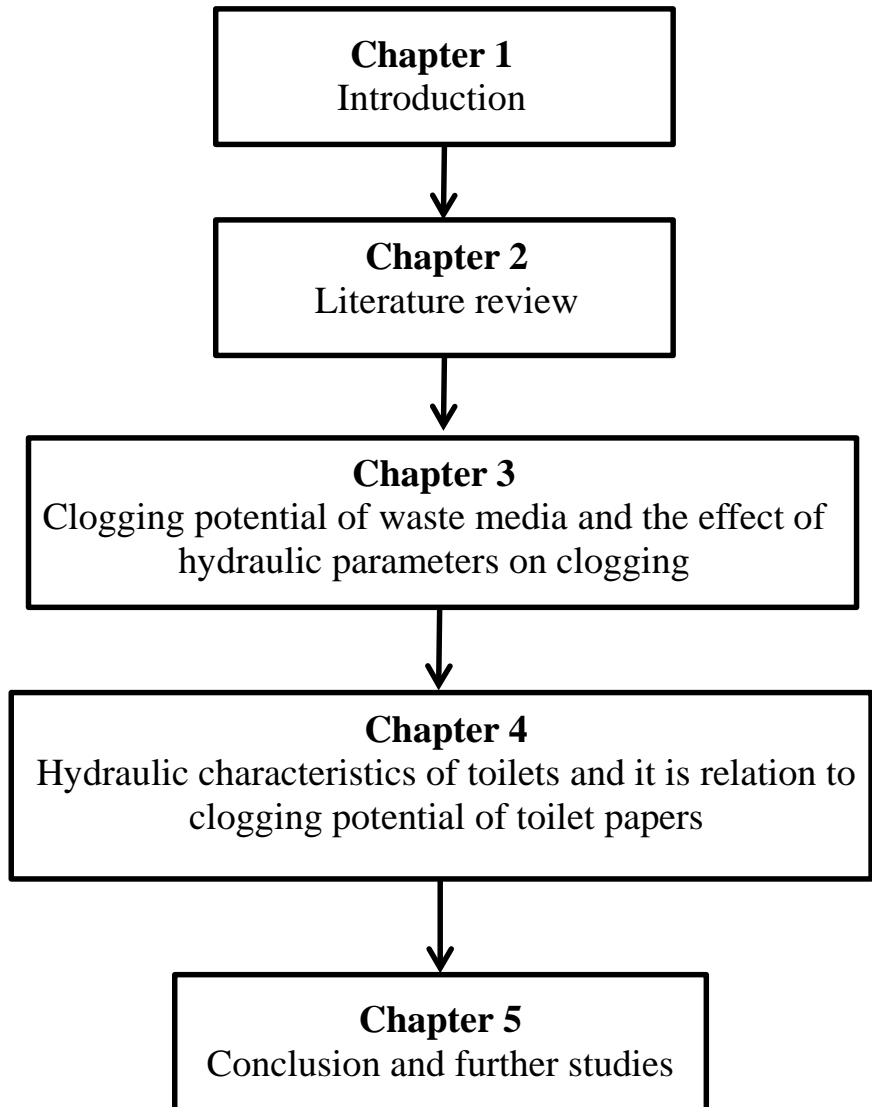 Chapter 1
Introduction
Chapter 2
Literature review
Chapter 3
Clogging potential of waste media and the effect of
hydraulic parameters on clogging
Chapter 4
Hydraulic characteristics of toilets and it is relation to
clogging potential of toilet papers
Chapter 5
Conclusion and further studies